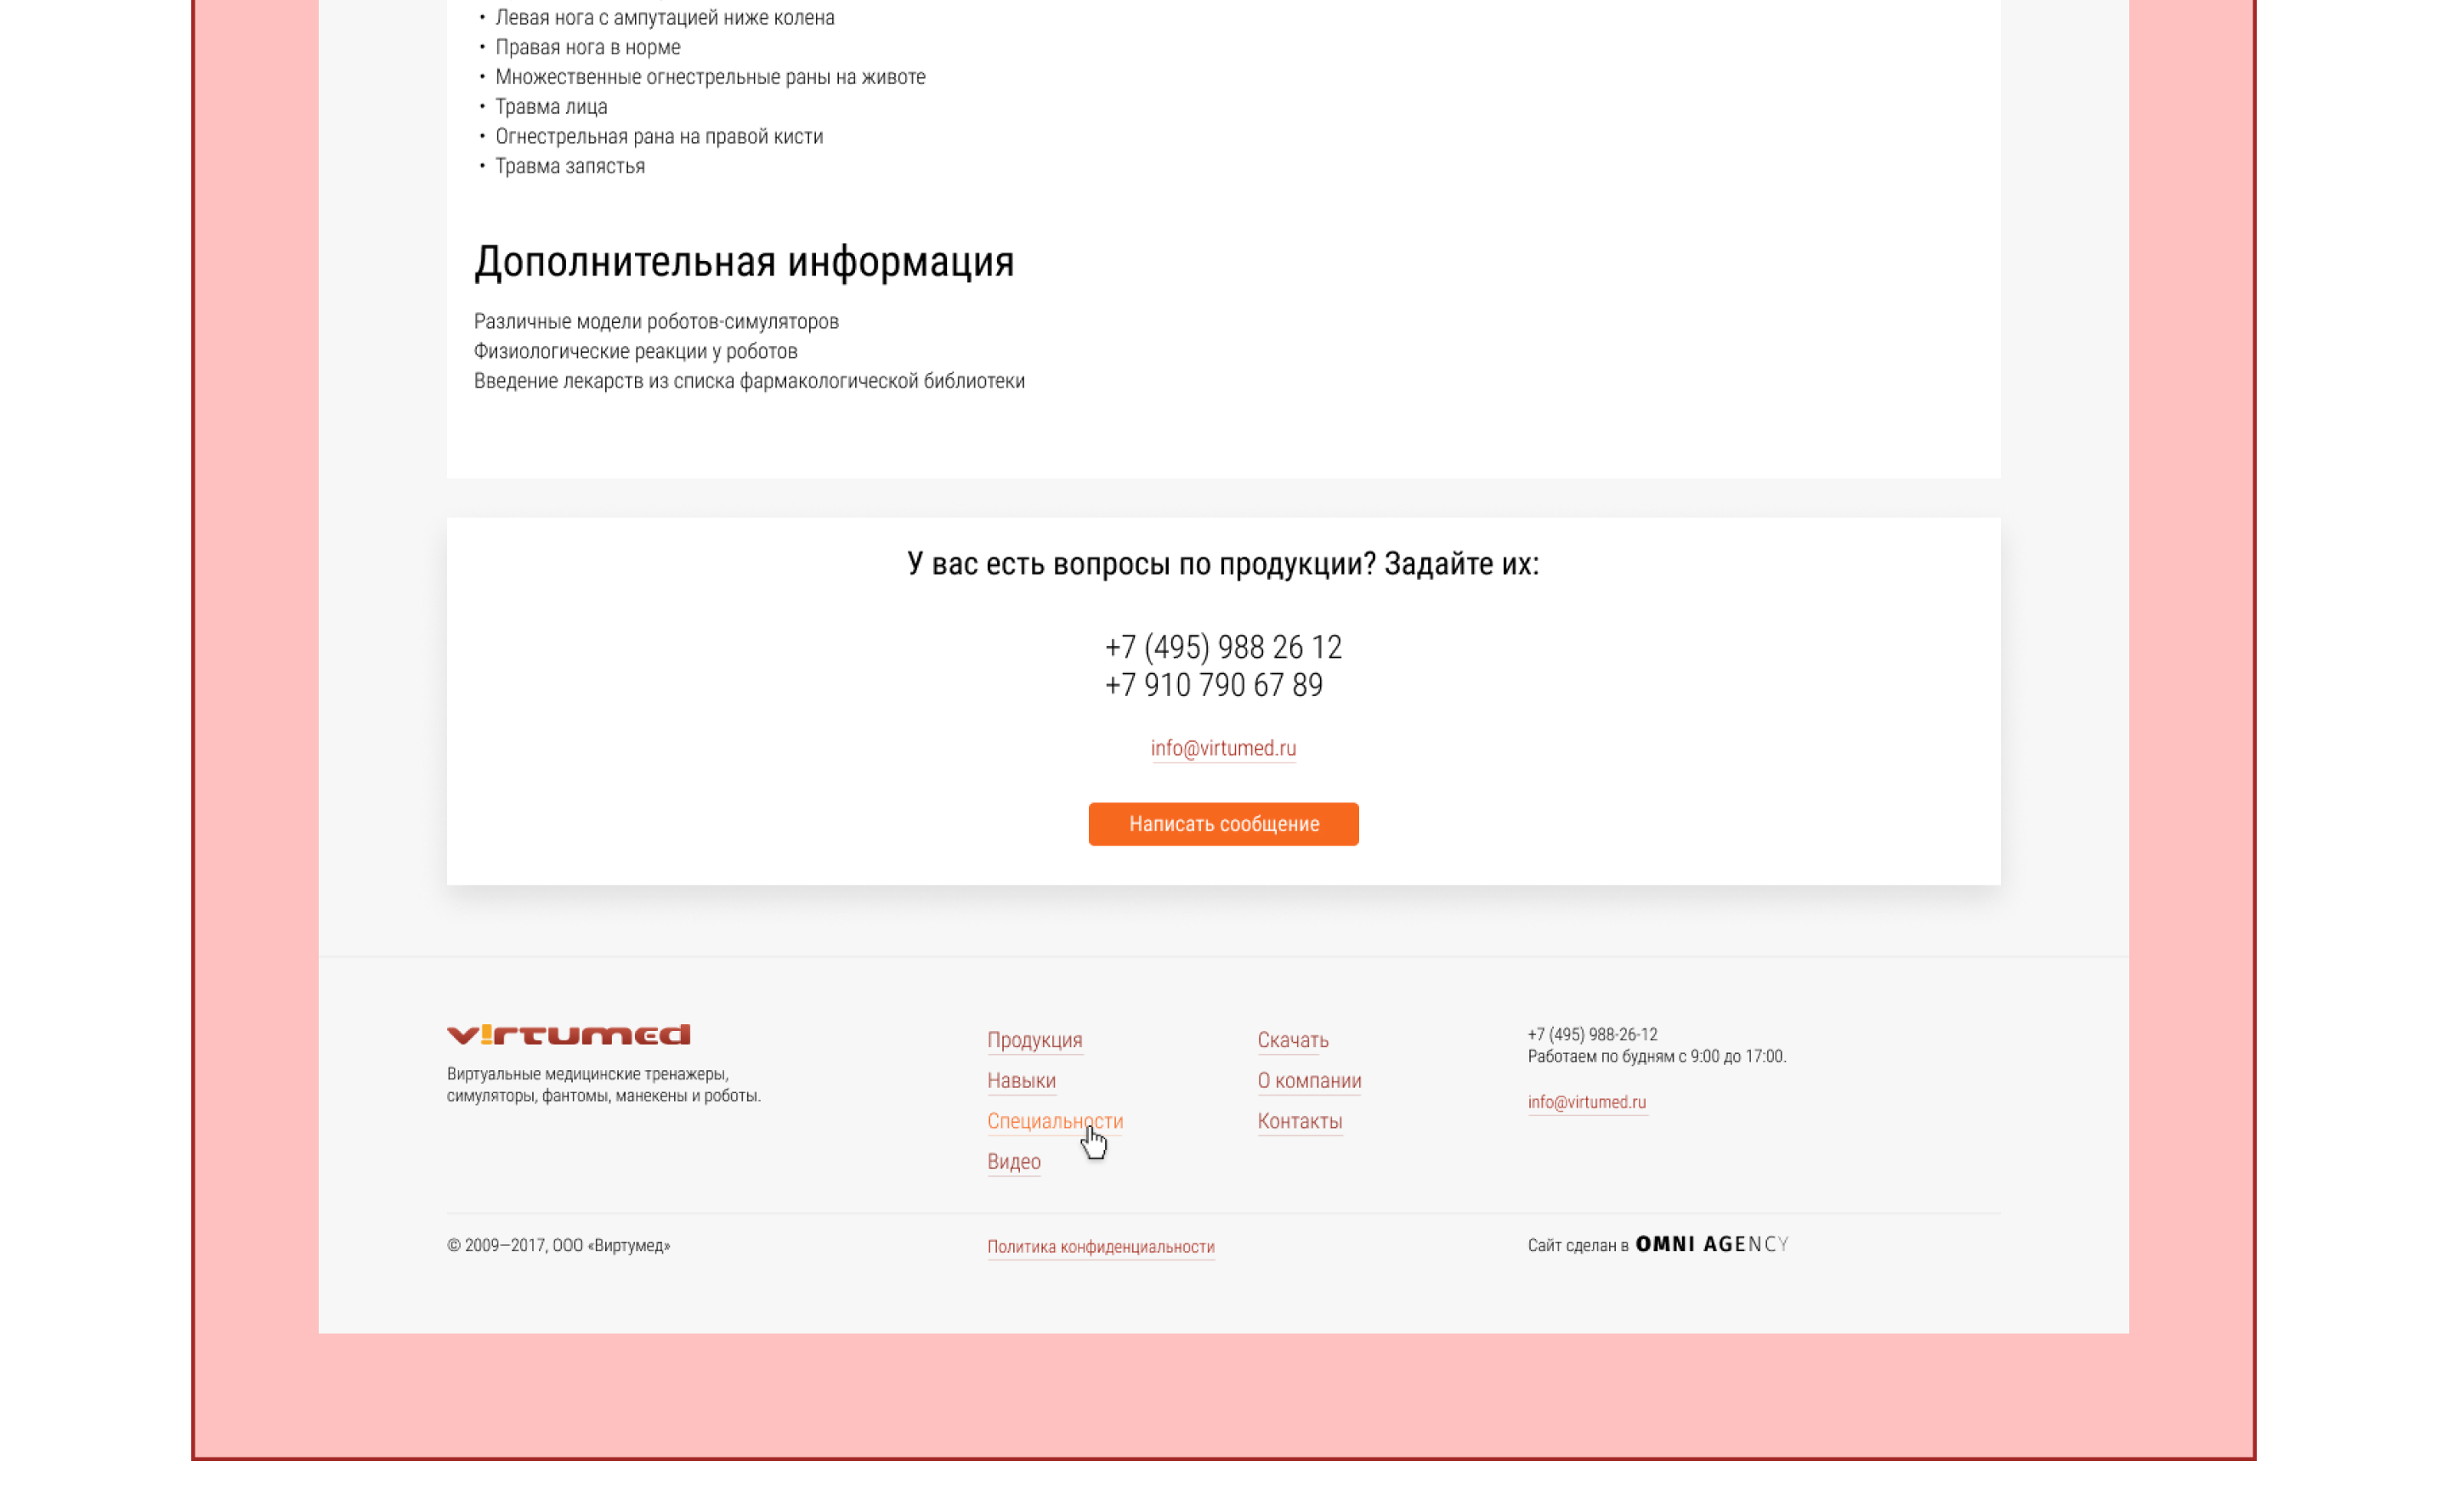 • Левая нога с ампутацией ниже колена
• Правая нога в норме
• Множественные огнестрельные раны на животе
• Травма лица
• Огнестрельная рана на правой кисти
• Травма запястья
Дополнительная информация
Различные модели роботов-симуляторов
Физиологические реакции у роботов
Введение лекарств из списка фармакологической библиотеки
У вас есть вопросы по продукции? Задайте их:
+7 (495) 988 26 12
+7 910 790 67 89
info@virtumed.ru
Написать сообщение
virtumed
Виртуальные медицинские тренажеры,
симуляторы, фантомы, манекены и роботы.
Продукция
Навыки
Специальности
Видео
Скачать
О компании
Контакты
+7 (495) 988-26-12
Работаем по будням с 9:00 до 17:00.
info@virtumed.ru
© 2009—2017, ООО «Виртумед»
Политика конфиденциальности
Сайт сделан в OMNI AGENCY